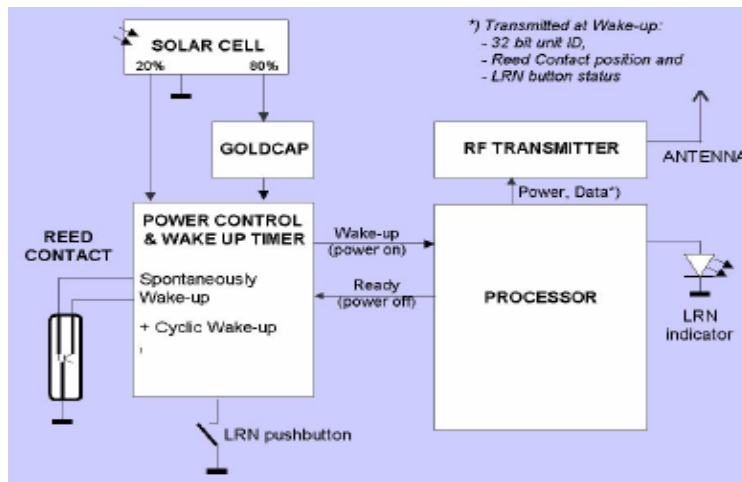 SOLAR CELL
20% 80%
*) Transmitted at Wake-up:
- 32 bit unit ID,
- Reed Contact position and
- LRN button status
GOLDCAP
RF TRANSMITTER
ANTENNA
Power, Data*)
REED
CONTACT
POWER CONTROL
& WAKE UP TIMER
Spontaneously
Wake-up
+ Cyclic Wake-up
Wake-up
(power on)
Ready
(power off)
PROCESSOR
LRN
indicator
LRN pushbutton